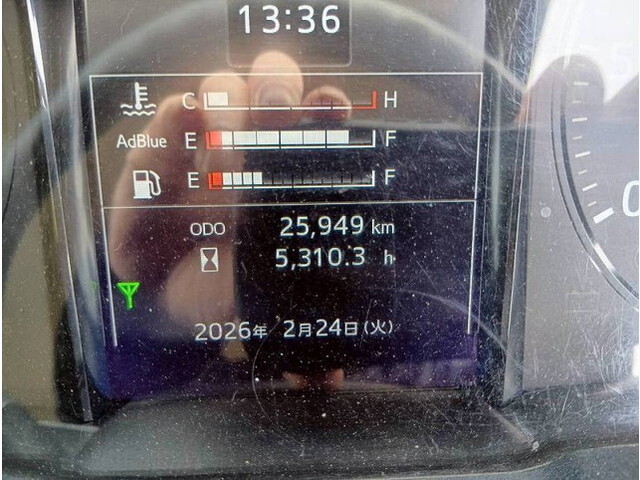 13:36
C H
AdBlue E F
E F
ODO 25,949 km
5,310.3 h
2026年 2月24日(火)